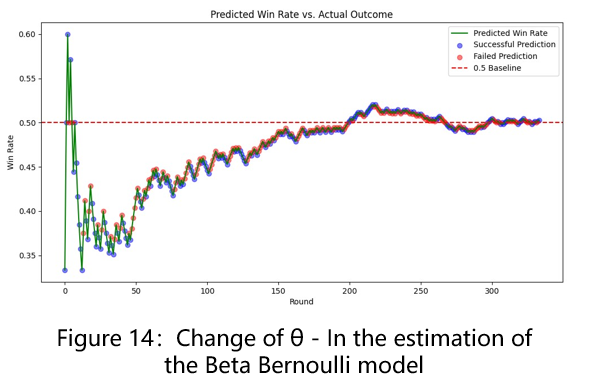 Predicted Win Rate vs. Actual Outcome
Predicted Win Rate
Successful Prediction
Failed Prediction
0.5 Baseline
0.60
0.55
0.50
0.45
0.40
0.35
Win Rate
0
50
100
150
200
250
300
Round
Figure 14: Change of θ - In the estimation of
the Beta Bernoulli model